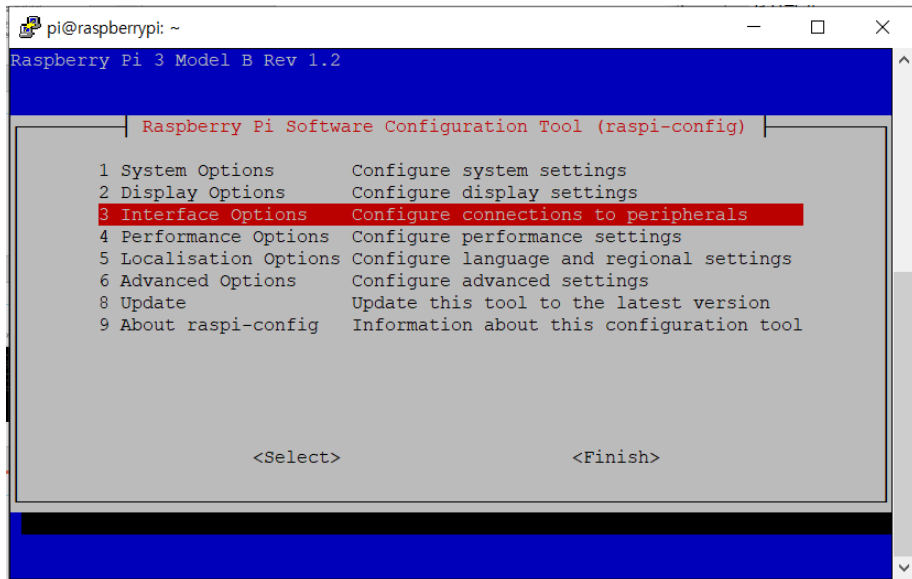 pi@raspberrypi: ~
Raspberry Pi 3 Model B Rev 1.2
Raspberry Pi Software Configuration Tool (raspi-config)
1 System Options Configure system settings
2 Display Options Configure display settings
3 Interface Options Configure connections to peripherals
4 Performance Options Configure performance settings
5 Localisation Options Configure language and regional settings
6 Advanced Options Configure advanced settings
8 Update Update this tool to the latest version
9 About raspi-config Information about this configuration tool
<Select> <Finish>